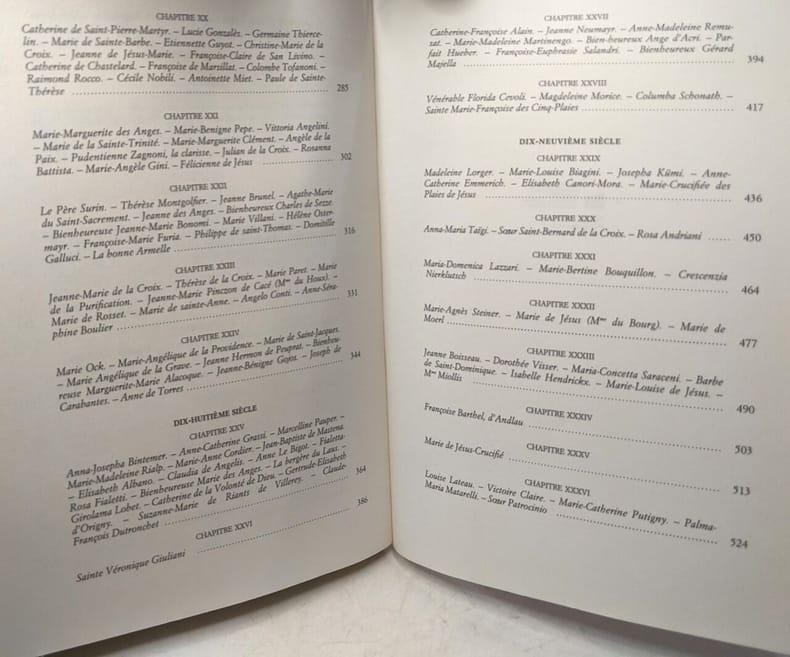 CHAPITRE XX
Catherine de Saint-Pierre-Martyr. – Lucie Gonzalès. – Germaine Thierce-
lin. – Marie de Sainte-Barbe. – Etiennette Guyot. – Christine-Marie de la
Croix. – Jeanne de Jésus-Marie. – Françoise-Claire de San Livino. –
Catherine de Chastelard. – Françoise de Marsillat. – Colombe Tofanoni. –
Raimond Rocco. – Cécile Nobili. – Antoinette Miet. – Paule de Sainte-
Thérèse ........ 285
CHAPITRE XXI
Marie-Marguerite des Anges. – Marie-Benigne Pepe. – Vittoria Angelini.
– Marie de la Sainte-Trinité. – Marie-Marguerite Clément. – Angèle de la
Paix. – Pudentienne Zagnoni, la clarisse. – Julian de la Croix. – Rosanna
Battista. – Marie-Angèle Gini. – Félicienne de Jésus ........ 302
CHAPITRE XXII
Le Père Surin. – Thérèse Montgolfier. – Jeanne Brunel. – Agathe-Marie
du Saint-Sacrement. – Jeanne des Anges. – Bienheureux Charles de Sezze.
– Bienheureuse Jeanne-Marie Bonomi. – Marie Villani. – Hélène Oster-
mayr. – Françoise-Marie Furia. – Philippe de saint-Thomas. – Domitille
Galluci. – La bonne Armelle ........ 316
CHAPITRE XXIII
Jeanne-Marie de la Croix. – Thérèse de la Croix. – Marie Paret. – Marie
de la Purification. – Jeanne-Marie Pinczon de Cacé (Mme du Houx). –
Marie de Rosset. – Marie de sainte-Anne. – Angelo Conti. – Anne-Séra-
phine Boulier ........ 331
CHAPITRE XXIV
Marie Ock. – Marie-Angélique de la Providence. – Marie de Saint-Jacques.
– Marie Angélique de la Grave. – Jeanne Hermon de Peuprat. – Bienheu-
reuse Marguerite-Marie Alacoque. – Jeanne-Bénigne Gojos. – Joseph de
Carabantes. – Anne de Torres ........ 344
DIX-HUITIÈME SIÈCLE
CHAPITRE XXV
Anna-Josepha Bintemer. – Anne-Catherine Grassi. – Marcelline Pauper. –
Marie-Madeleine Rialp. – Marie-Anne Cordier. – Jean-Baptiste de Mastena.
– Elisabeth Albano. – Claudia de Angelis. – Anne Le Bigot. – Fialetta-
Rosa Fialetti. – Bienheureuse Marie des Anges. – La bergère du Laus. –
Girolama Lobet. – Catherine de la Volonté de Dieu. – Gertrude-Elisabeth
d'Origny. – Suzanne-Marie de Riants de Villerey. – Claude-
François Dutronchet ........ 364
CHAPITRE XXVI
Sainte Véronique Giuliani ........ 386
CHAPITRE XXVII
Catherine-Françoise Alain. – Jeanne Neumayr. – Anne-Madeleine Remu-
zat. – Marie-Madeleine Martinengo. – Bien-heureux Ange d'Acri. – Par-
fait Hueber. – Françoise-Euphrasie Salandri. – Bienheureux Gérard
Majella ........ 394
CHAPITRE XXVIII
Vénérable Florida Cevoli. – Magdeleine Morice. – Columba Schonath. –
Sainte Marie-Françoise des Cinq-Plaies ........ 417
DIX-NEUVIÈME SIÈCLE
CHAPITRE XXIX
Madeleine Lorger. – Marie-Louise Biagini. – Josepha Kümi. – Anne-
Catherine Emmerich. – Elisabeth Canori-Mora. – Marie-Crucifiée des
Plaies de Jésus ........ 436
CHAPITRE XXX
Anna-Maria Taïgi. – Sœur Saint-Bernard de la Croix. – Rosa Andriani ...... 450
CHAPITRE XXXI
Maria-Domenica Lazzari. – Marie-Bertine Bouquillon. – Crescenzia
Nierklutsch ........ 464
CHAPITRE XXXII
Marie-Agnès Steiner. – Marie de Jésus (Mme du Bourg). – Marie de
Moerl ........ 477
CHAPITRE XXXIII
Jeanne Boisseau. – Dorothée Visser. – Maria-Concetta Saraceni. – Barbe
de Saint-Dominique. – Isabelle Hendrickx. – Marie-Louise de Jésus. –
Mme Miollis ........ 490
CHAPITRE XXXIV
Françoise Barthel, d'Andlau ........ 503
CHAPITRE XXXV
Marie de Jésus-Crucifié ........ 513
CHAPITRE XXXVI
Louise Lateau. – Victoire Claire. – Marie-Catherine Putigny. – Palma-
Maria Matarelli. – Sœur Patrocinio ........ 524